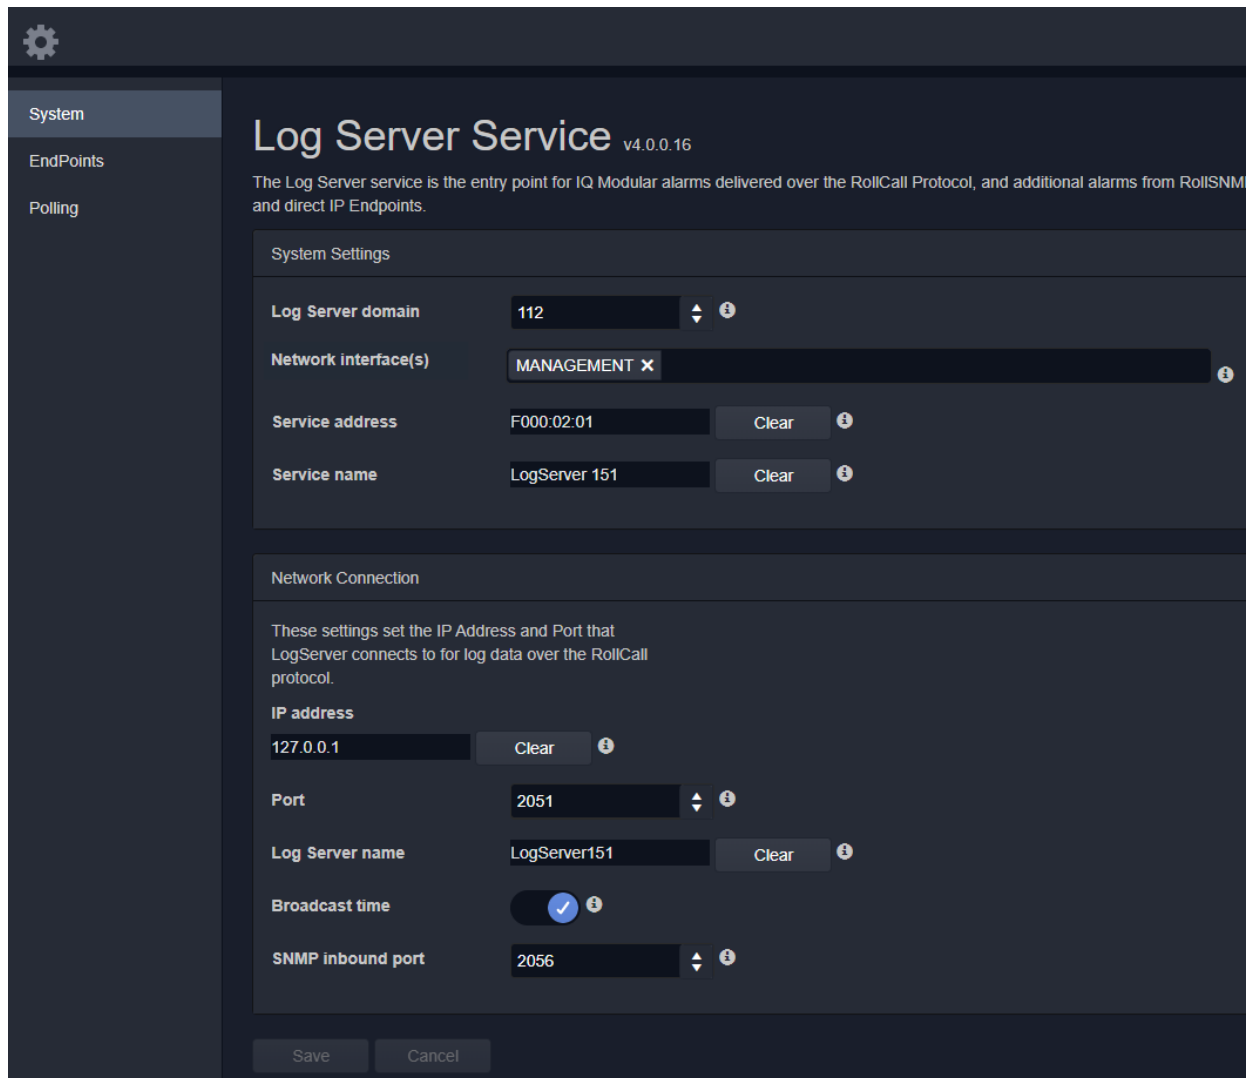 System
EndPoints
Polling
Log Server Service v4.0.0.16
The Log Server service is the entry point for IQ Modular alarms delivered over the RollCall Protocol, and additional alarms from
and direct IP Endpoints.
System Settings
Log Server domain 112
Network interface(s) MANAGEMENT ×
Service address F000:02:01 Clear
Service name LogServer 151 Clear
Network Connection
These settings set the IP Address and Port that
LogServer connects to for log data over the RollCall
protocol.
IP address
127.0.0.1 Clear
Port 2051
Log Server name LogServer151 Clear
Broadcast time
SNMP inbound port 2056
Save Cancel